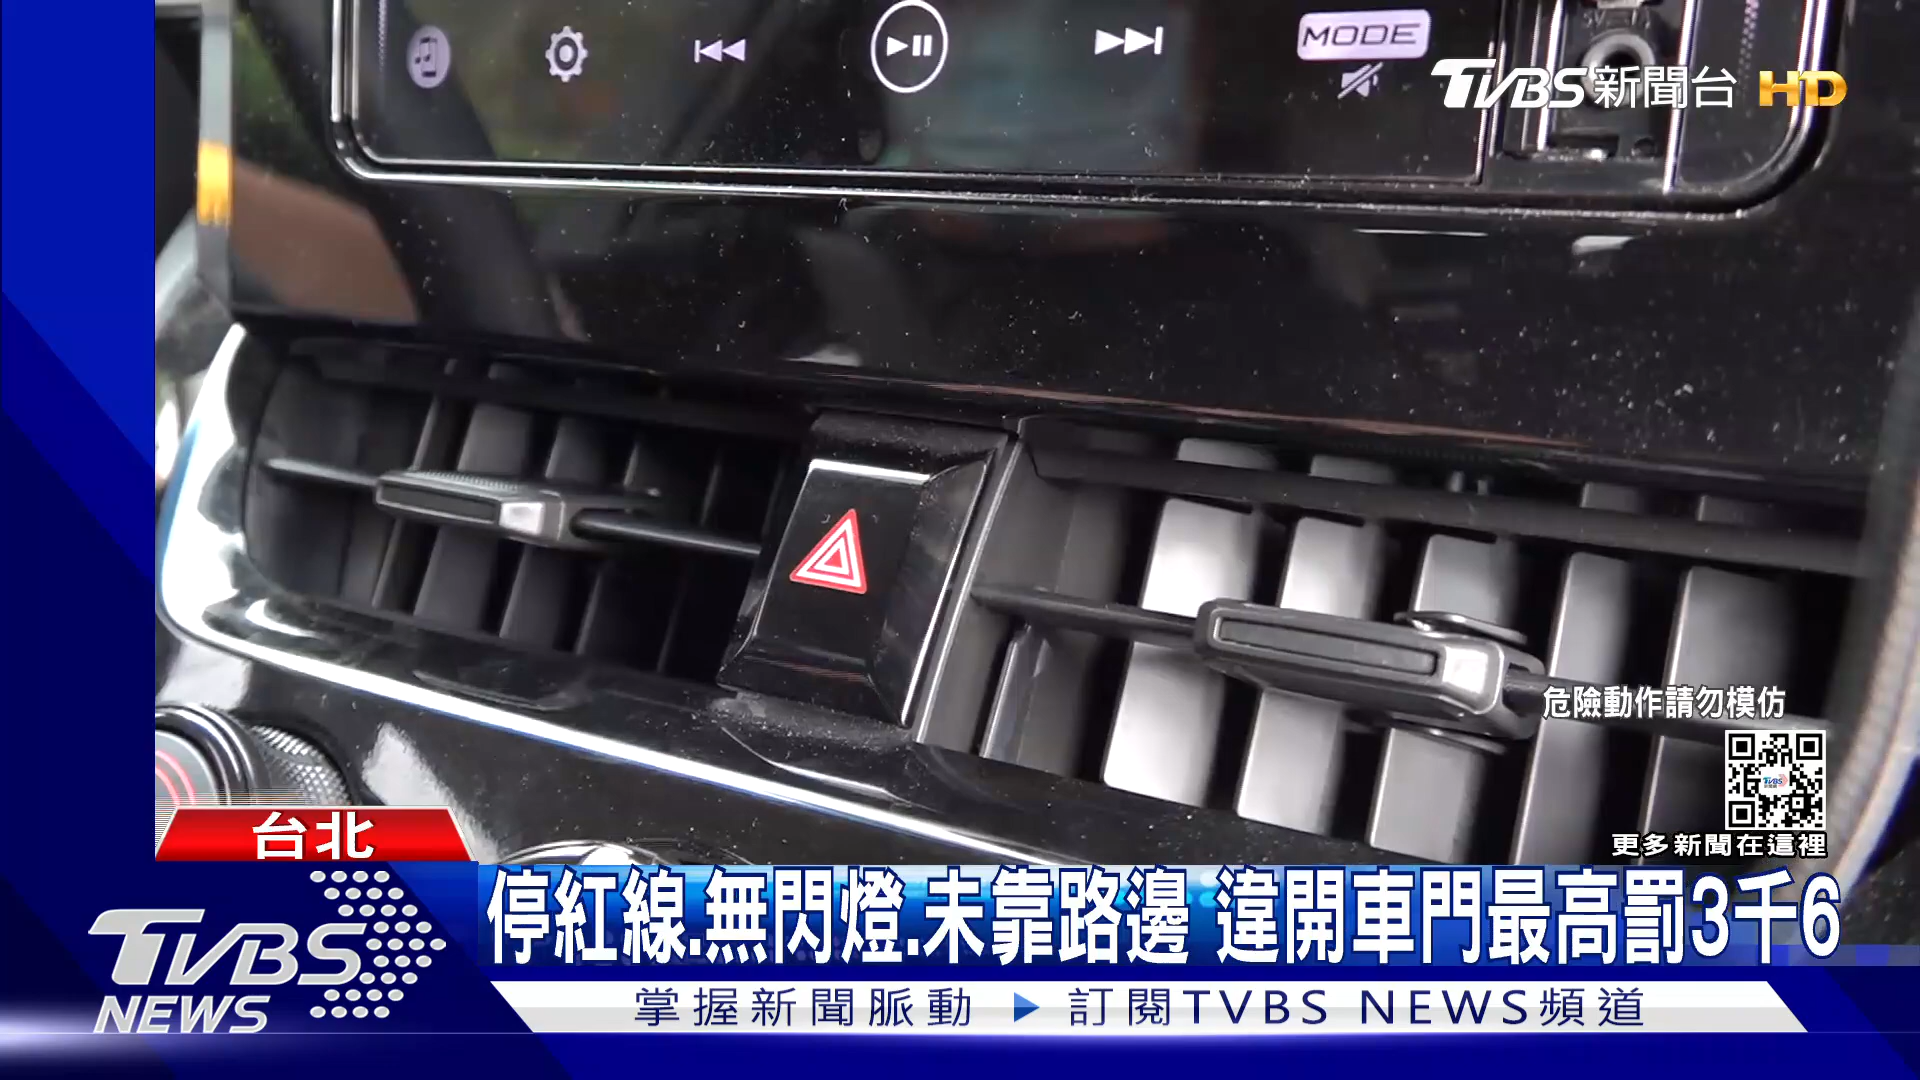 MODE
TVBS新聞台 HD
危險動作請勿模仿
TVBS
更多新聞在這裡
台北
停紅線.無閃燈.未靠路邊 違開車門最高罰3千6
TVBS
NEWS
掌握新聞脈動 ▶ 訂閱TVBS NEWS頻道